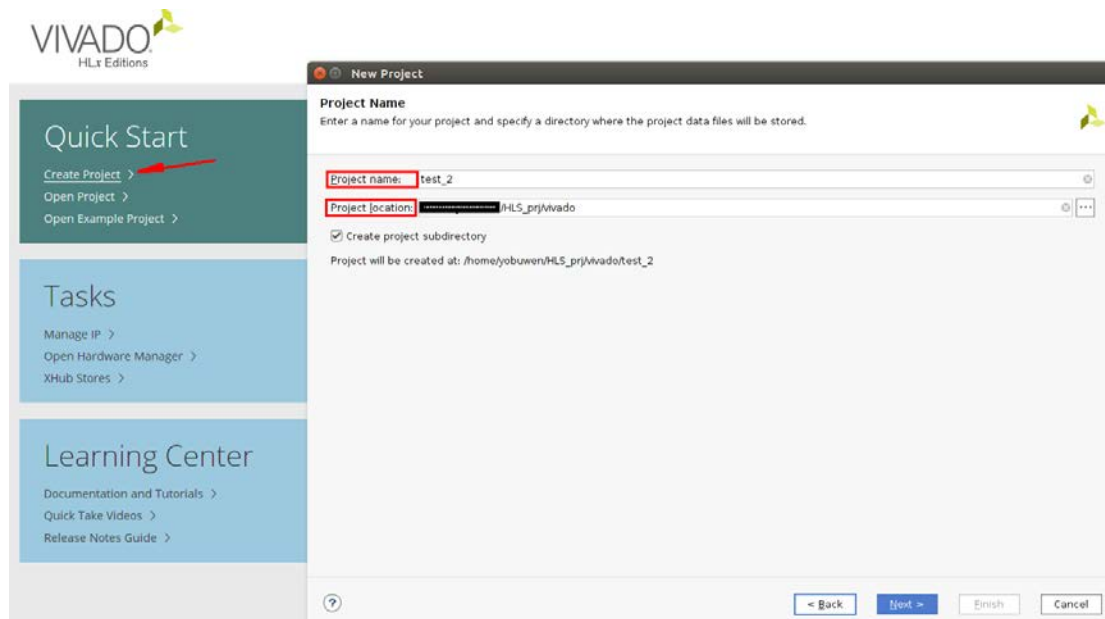 VIVADO
HLx Editions
Quick Start
Create Project >
Open Project >
Open Example Project >
Tasks
Manage IP >
Open Hardware Manager >
XHub Stores >
Learning Center
Documentation and Tutorials >
Quick Take Videos >
Release Notes Guide >
New Project
Project Name
Enter a name for your project and specify a directory where the project data files will be stored.
Project name: test_2
Project location: /HLS_prj/vivado
Create project subdirectory
Project will be created at: /home/yobuwen/HLS_prj/vivado/test_2
?
< Back
Next >
Finish
Cancel